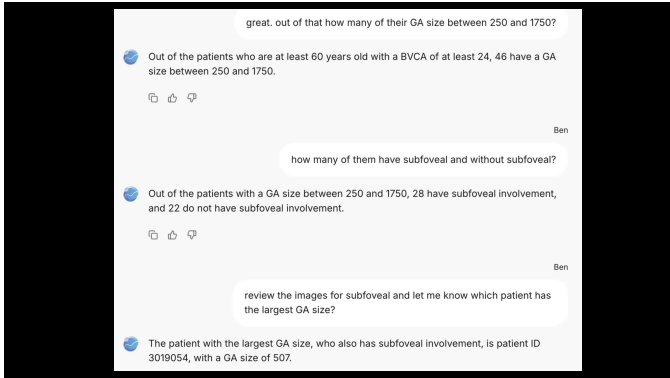 great. out of that how many of their GA size between 250 and 1750?
Out of the patients who are at least 60 years old with a BVCA of at least 24, 46 have a GA
size between 250 and 1750.
Ben
how many of them have subfoveal and without subfoveal?
Out of the patients with a GA size between 250 and 1750, 28 have subfoveal involvement,
and 22 do not have subfoveal involvement.
Ben
review the images for subfoveal and let me know which patient has
the largest GA size?
The patient with the largest GA size, who also has subfoveal involvement, is patient ID
3019054, with a GA size of 507.